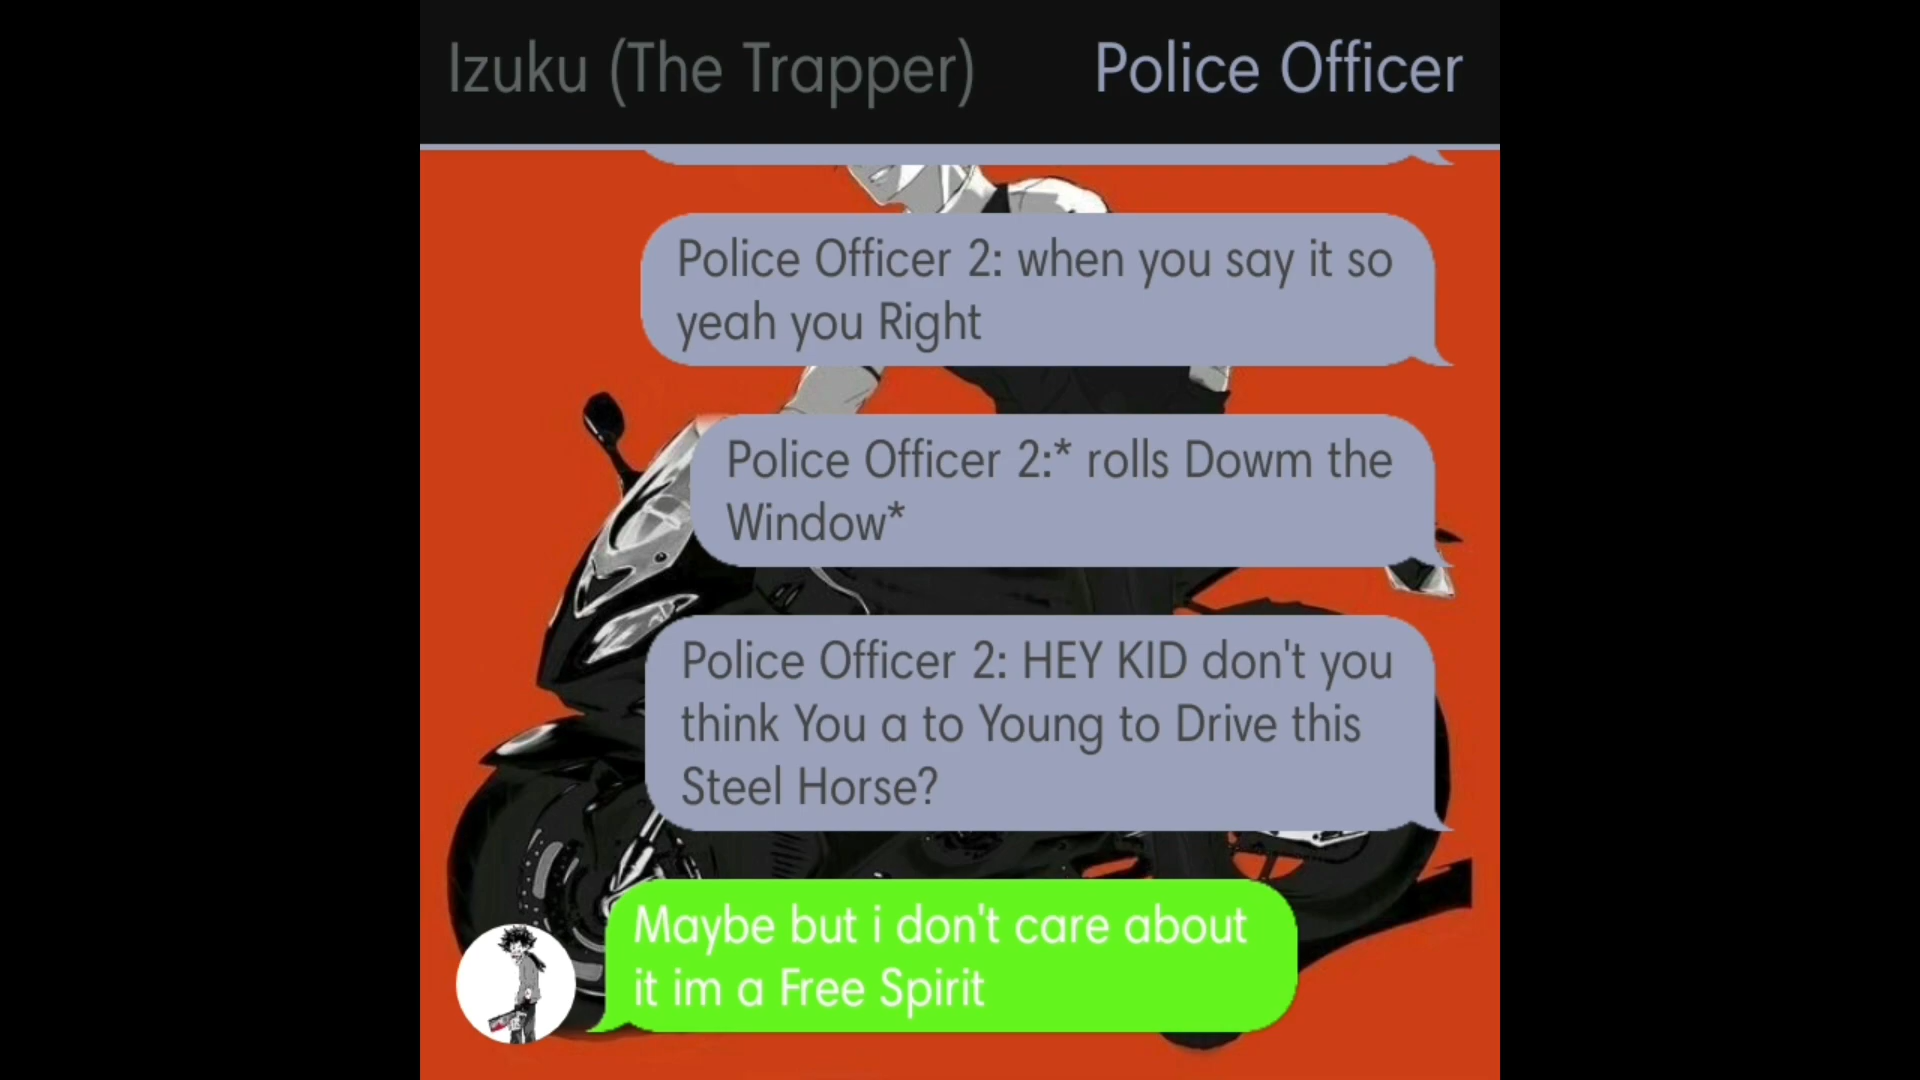 Izuku (The Trapper) Police Officer
Police Officer 2: when you say it so
yeah you Right
Police Officer 2:* rolls Dowm the
Window*
Police Officer 2: HEY KID don't you
think You a to Young to Drive this
Steel Horse?
Maybe but i don't care about
it im a Free Spirit